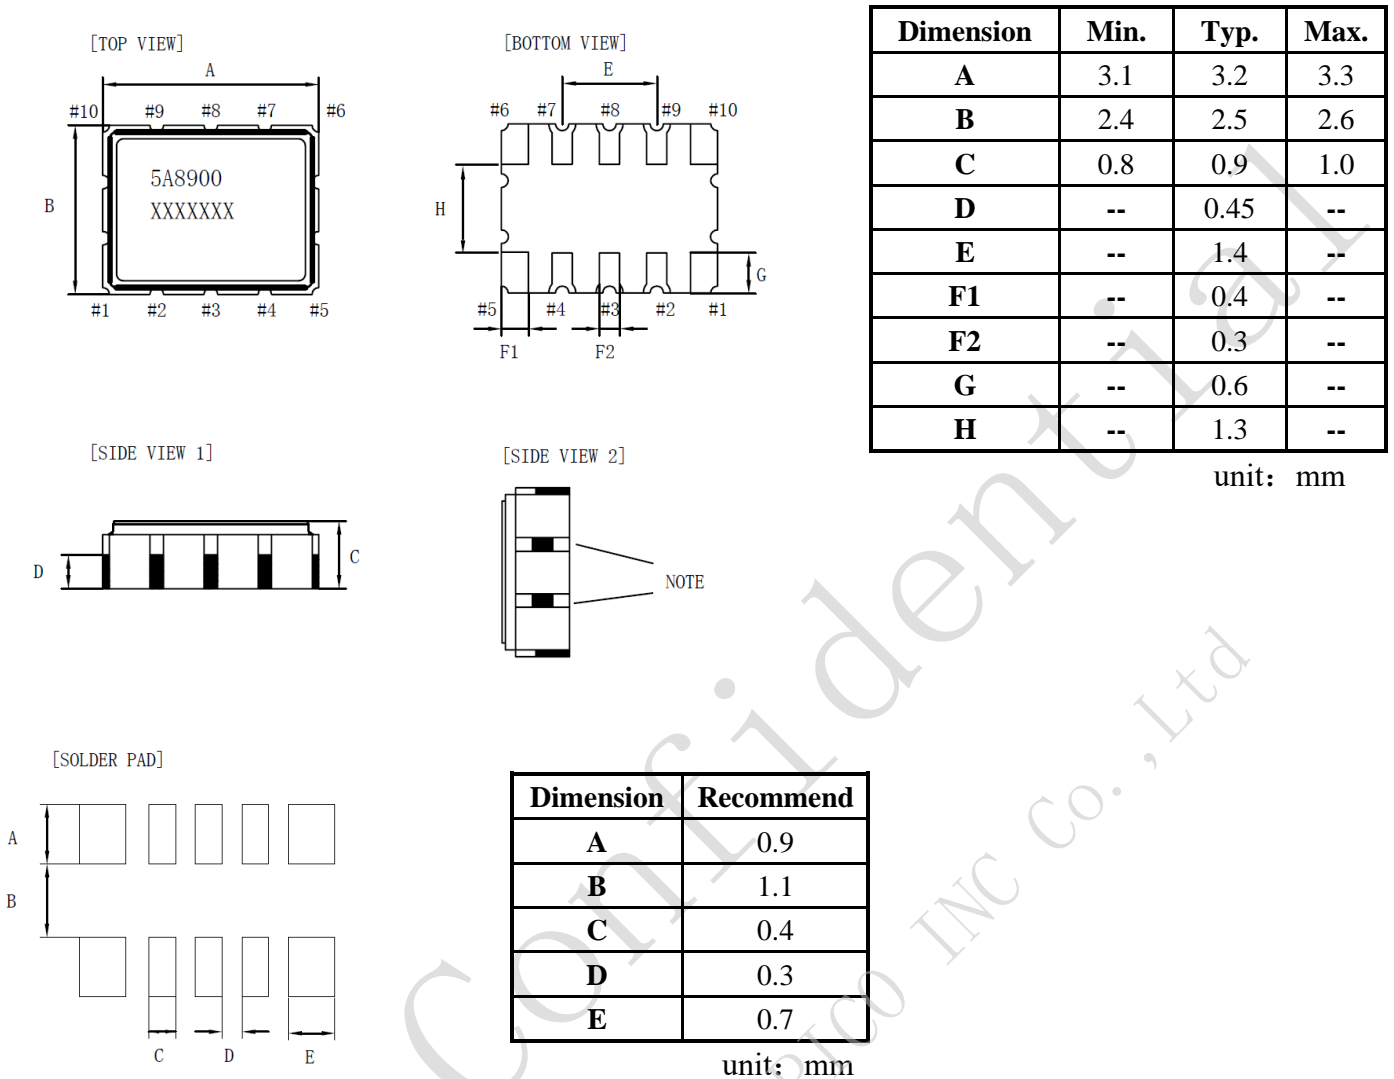 [TOP VIEW]
A
#10 #9 #8 #7 #6
B
5A8900
XXXXXXX
#1 #2 #3 #4 #5
[BOTTOM VIEW]
E
#6 #7 #8 #9 #10
H
G
#5 #4 #3 #2 #1
F1 F2
Dimension Min. Typ. Max.
A 3.1 3.2 3.3
B 2.4 2.5 2.6
C 0.8 0.9 1.0
D -- 0.45 --
E -- 1.4 --
F1 -- 0.4 --
F2 -- 0.3 --
G -- 0.6 --
H -- 1.3 --
unit：mm
[SIDE VIEW 1]
D
C
[SIDE VIEW 2]
NOTE
[SOLDER PAD]
A
B
C D E
Dimension Recommend
A 0.9
B 1.1
C 0.4
D 0.3
E 0.7
unit：mm
Confidential
INC Co.,Ltd